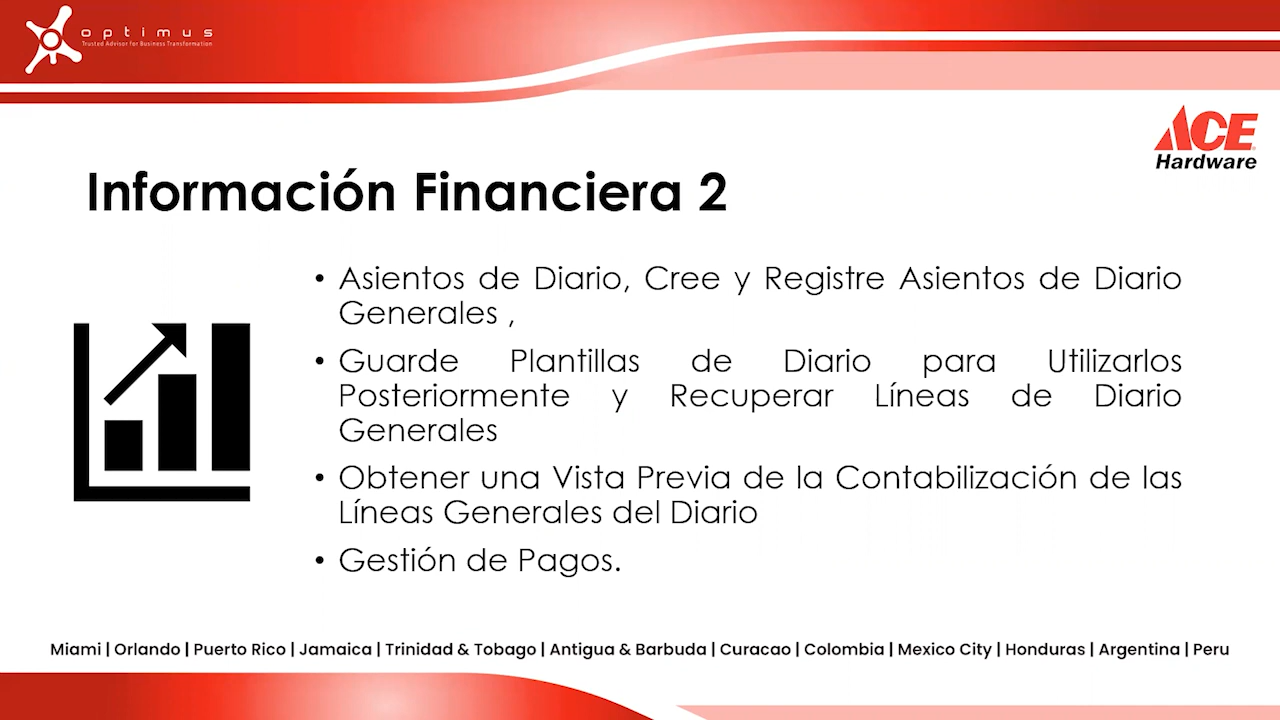 optimus
Trusted Advisor for Business Transformation
ACE
Hardware
Información Financiera 2
• Asientos de Diario, Cree y Registre Asientos de Diario
Generales ,
• Guarde Plantillas de Diario para Utilizarlos
Posteriormente y Recuperar Líneas de Diario
Generales
• Obtener una Vista Previa de la Contabilización de las
Líneas Generales del Diario
• Gestión de Pagos.
Miami | Orlando | Puerto Rico | Jamaica | Trinidad & Tobago | Antigua & Barbuda | Curacao | Colombia | Mexico City | Honduras | Argentina | Peru